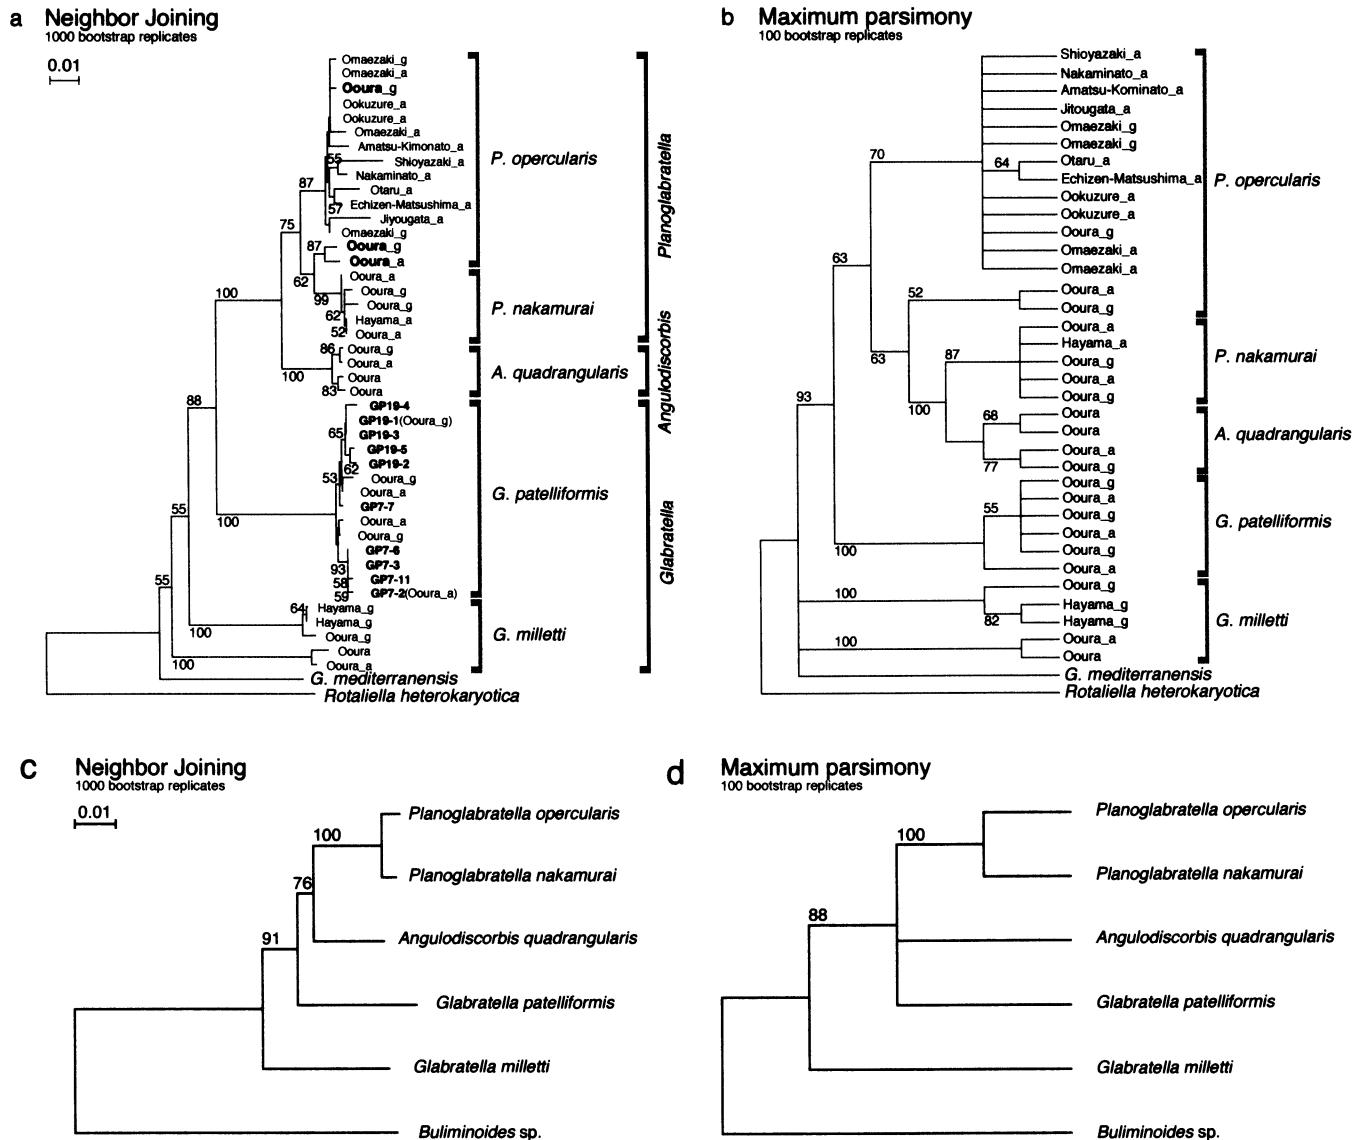 a Neighbor Joining
1000 bootstrap replicates
0.01
Omaezaki_g
Omaezaki_a
Ooura_g
Ookuzure_a
Ookuzure_a
Omaezaki_a
Amatsu-Kimonato_a
55
Shioyazaki_a
Nakaminato_a
87
Otaru_a
57
Echizen-Matsushima_a
Jiyougata_a
75
Omaezaki_g
87
Ooura_g
Ooura_a
62
Ooura_a
99
Ooura_g
100
Ooura_g
62
Hayama_a
52
Ooura_a
86
Ooura_g
Ooura_a
100
Ooura
83
Ooura
88
GP19-4
GP19-1(Ooura_g)
65
GP19-3
GP19-5
62
GP19-2
53
Ooura_g
Ooura_a
GP7-7
55
100
Ooura_a
Ooura_g
GP7-6
93
GP7-3
58
GP7-11
55
59
GP7-2(Ooura_a)
64
Hayama_g
Hayama_g
100
Ooura_g
Ooura
100
Ooura_a
G. mediterranensis
Rotaliella heterokaryotica
P. opercularis
P. nakamurai
A. quadrangularis
G. patelliformis
G. milletti
Planoglabratella
Angulodiscorbis
Glabratella
b Maximum parsimony
100 bootstrap replicates
Shioyazaki_a
Nakaminato_a
Amatsu-Kominato_a
Jitougata_a
Omaezaki_g
Omaezaki_g
70
64
Otaru_a
Echizen-Matsushima_a
Ookuzure_a
Ookuzure_a
Ooura_g
Omaezaki_a
63
Omaezaki_a
52
Ooura_a
Ooura_g
Ooura_a
Hayama_a
63
87
Ooura_g
Ooura_a
93
Ooura_g
100
68
Ooura
Ooura
Ooura_a
77
Ooura_g
Ooura_g
Ooura_a
55
Ooura_g
Ooura_a
100
Ooura_g
Ooura_a
100
Ooura_g
Hayama_g
82
Hayama_g
100
Ooura_a
Ooura
G. mediterranensis
Rotaliella heterokaryotica
P. opercularis
P. nakamurai
A. quadrangularis
G. patelliformis
G. milletti
c Neighbor Joining
1000 bootstrap replicates
0.01
Planoglabratella opercularis
100
Planoglabratella nakamurai
76
Angulodiscorbis quadrangularis
91
Glabratella patelliformis
Glabratella milletti
Buliminoides sp.
d Maximum parsimony
100 bootstrap replicates
Planoglabratella opercularis
100
Planoglabratella nakamurai
88
Angulodiscorbis quadrangularis
Glabratella patelliformis
Glabratella milletti
Buliminoides sp.